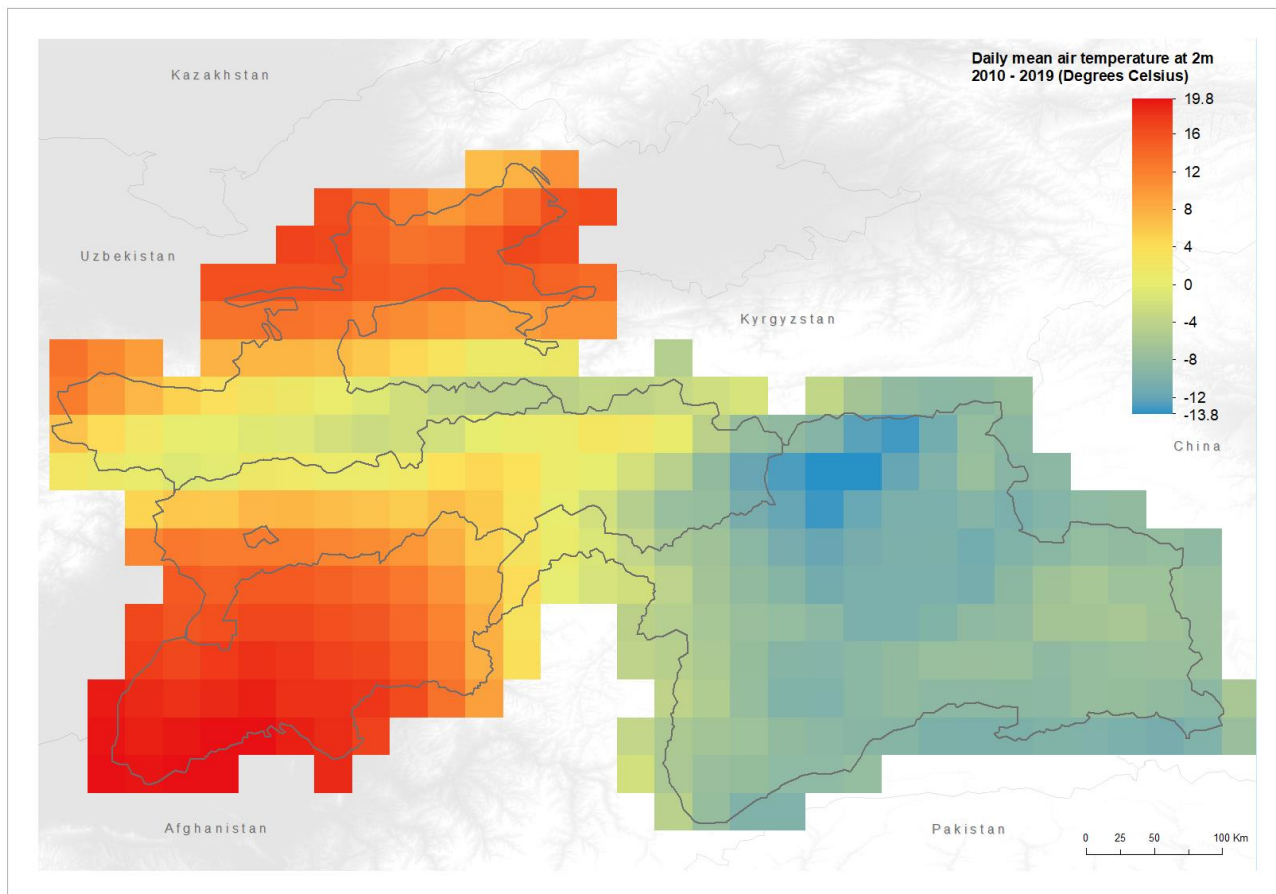 Daily mean air temperature at 2m
2010 - 2019 (Degrees Celsius)
19.8
16
12
8
4
0
-4
-8
-12
-13.8
Kazakhstan
Uzbekistan
Kyrgyzstan
China
Afghanistan
Pakistan
0 25 50 100 Km